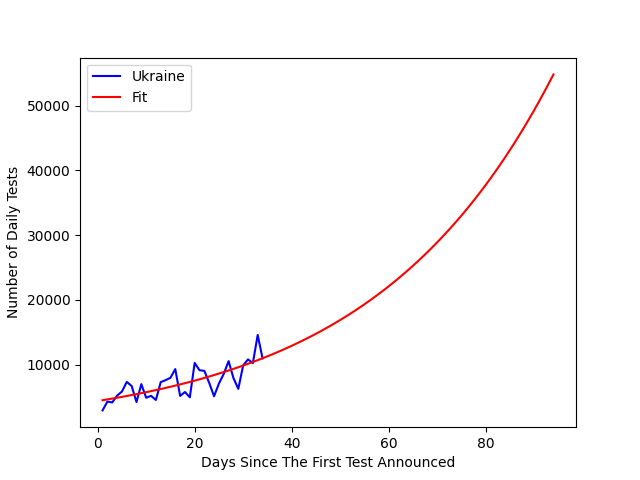 Ukraine
Fit
50000
40000
30000
20000
10000
Number of Daily Tests
0 20 40 60 80
Days Since The First Test Announced